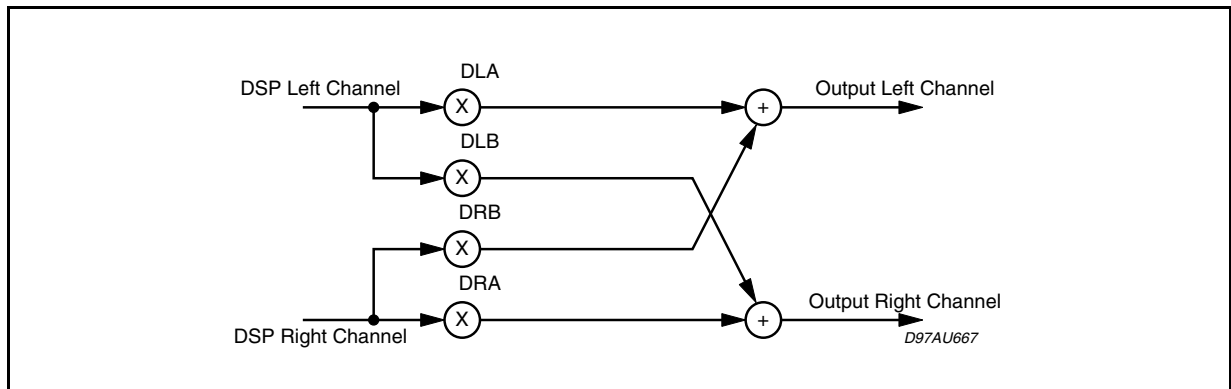 DLA
DSP Left Channel
Output Left Channel
X
+
DLB
X
DRB
X
DRA
Output Right Channel
X
+
DSP Right Channel
D97AU667